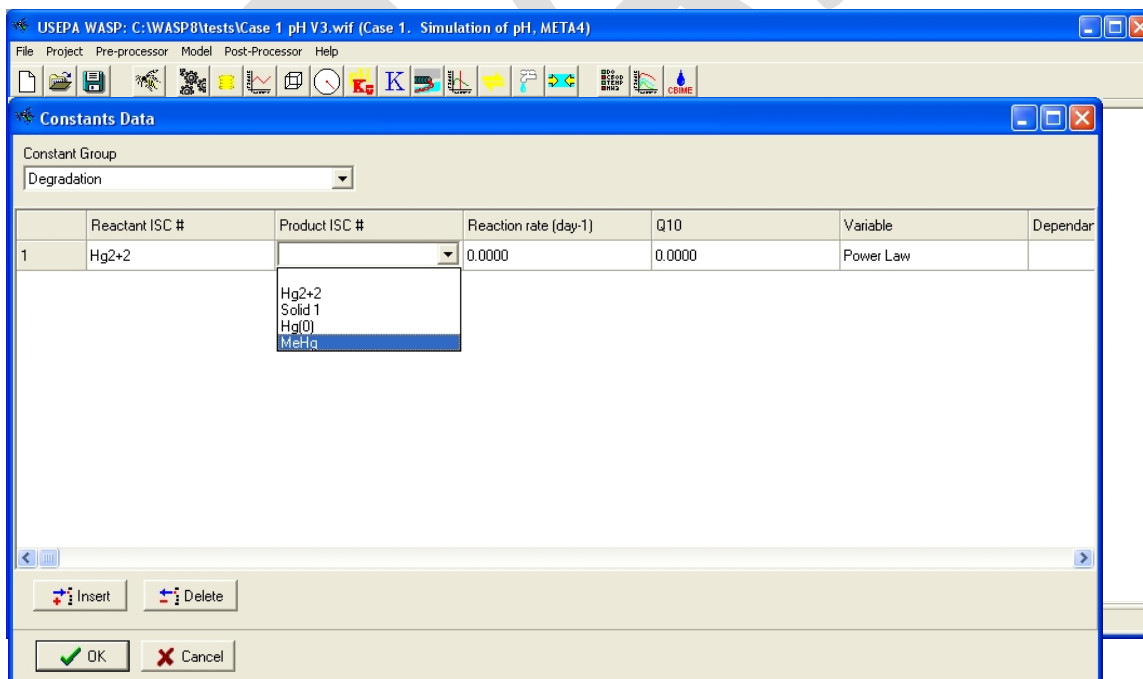 USEPA WASP: C:\WASP8\tests\Case 1 pH V3.wif (Case 1. Simulation of pH, META4)
File Project Pre-processor Model Post-Processor Help
K K CBIME
Constants Data
Constant Group
Degradation
Reactant ISC # Product ISC # Reaction rate (day-1) Q10 Variable Dependar
1 Hg2+2 0.0000 0.0000 Power Law
Hg2+2
Solid 1
Hg(0)
MeHg
Insert Delete
OK Cancel